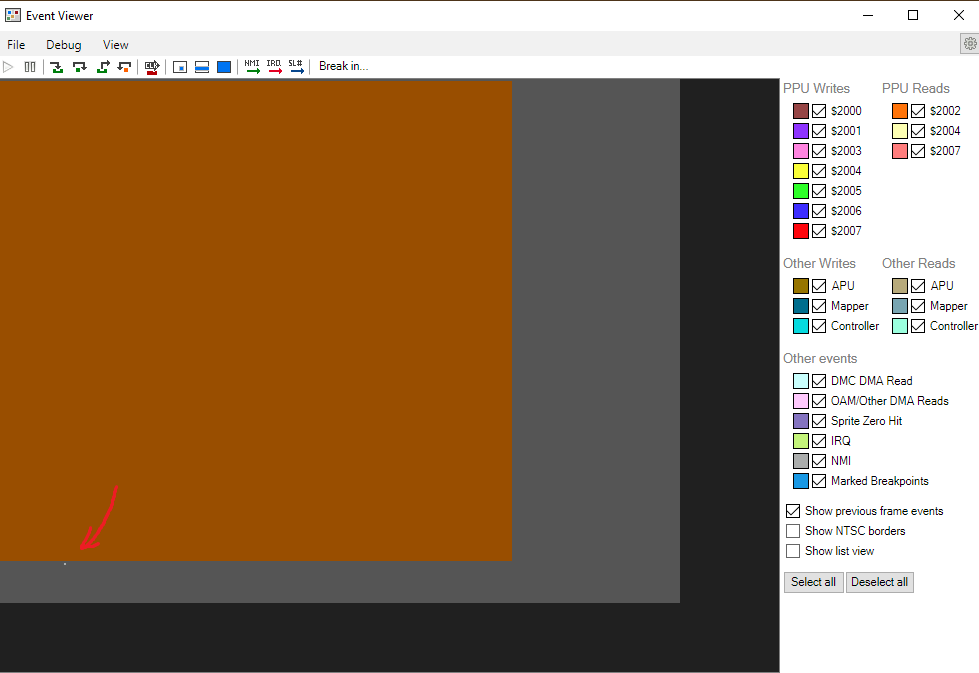 Event Viewer
File Debug View
CLK NMI IRQ SL# Break in...
PPU Writes PPU Reads
$2000 $2002
$2001 $2004
$2003 $2007
$2004
$2005
$2006
$2007
Other Writes Other Reads
APU APU
Mapper Mapper
Controller Controller
Other events
DMC DMA Read
OAM/Other DMA Reads
Sprite Zero Hit
IRQ
NMI
Marked Breakpoints
Show previous frame events
Show NTSC borders
Show list view
Select all Deselect all